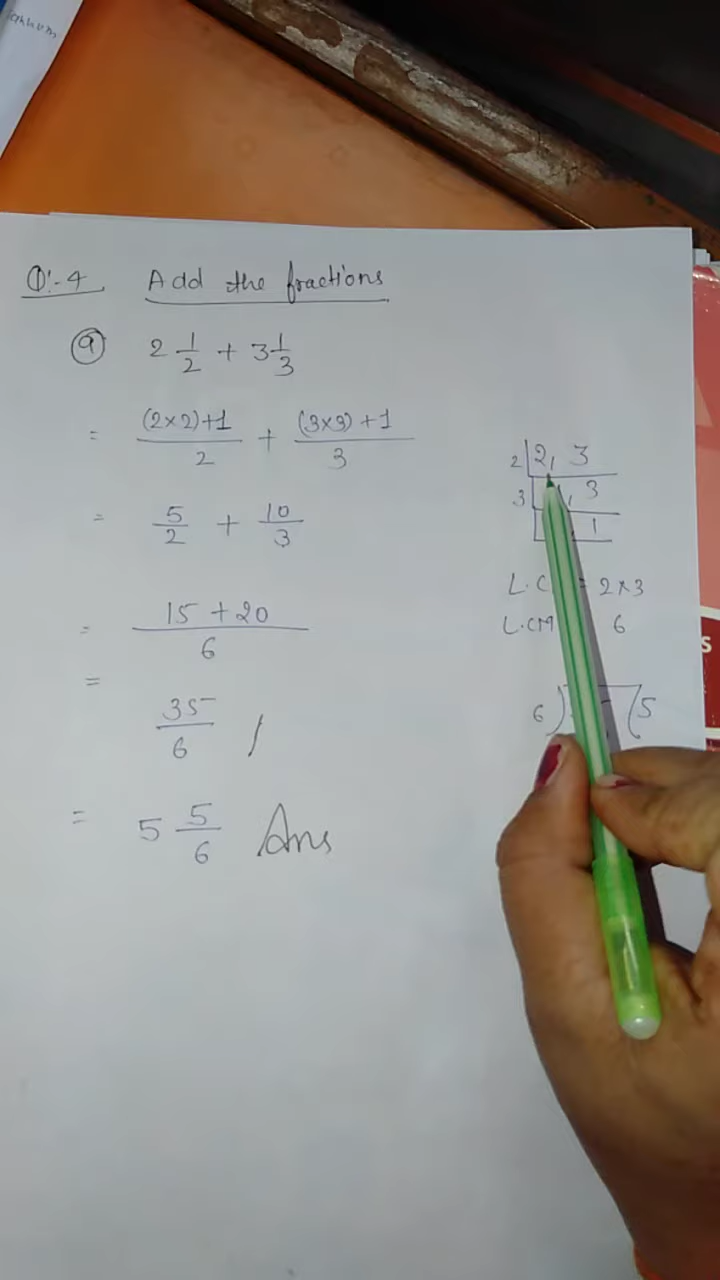 Q:-4 Add the fractions
(a) 2 1/2 + 3 1/3
= (2×2)+1/2 + (3×3)+1/3
= 5/2 + 10/3
= 15+20/6
=
35/6 /
= 5 5/6 Ans
2 | 2, 3
3 | , 3
1
L.C = 2×3
L.CM 6
6 ) ( 5
S